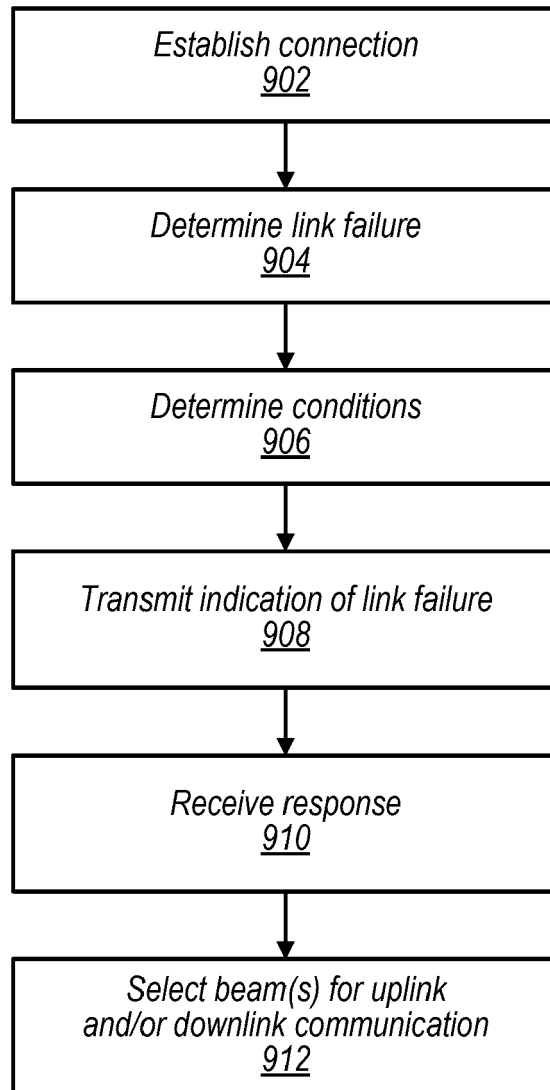 Establish connection
902
Determine link failure
904
Determine conditions
906
Transmit indication of link failure
908
Receive response
910
Select beam(s) for uplink
and/or downlink communication
912